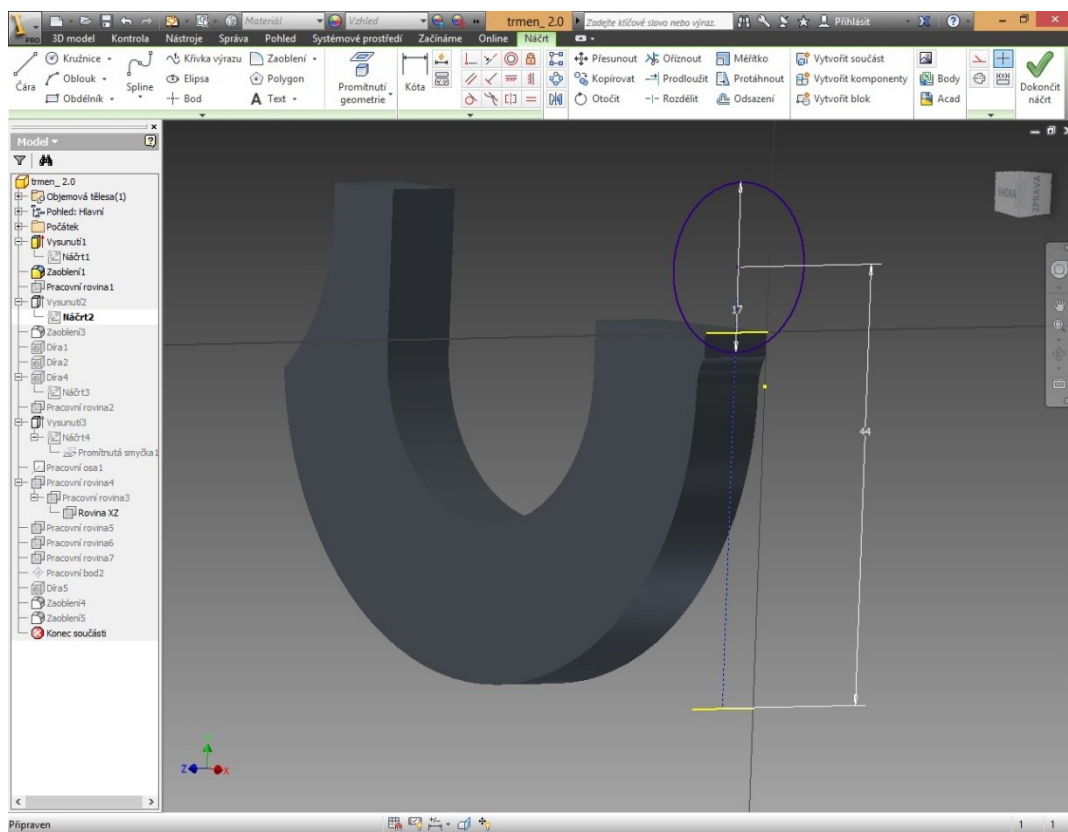 Materiál
Vzhled
trmen_ 2.0
Zadejte klíčové slovo nebo výraz.
Přihlásit
PRO
3D model Kontrola Nástroje Správa Pohled Systémové prostředí Začínáme Online Náčrt
Kružnice
Křivka výrazu
Zaoblení
Přesunout
Oříznout
Měřítko
Vytvořit součást
Čára
Oblouk
Spline
Elipsa
Polygon
Promítnutí geometrie
Kóta
Kopírovat
Prodloužit
Protáhnout
Vytvořit komponenty
Body
Dokončit náčrt
Obdélník
Bod
A Text
Otočit
Rozdělit
Odsazení
Vytvořit blok
Acad
Model
trmen_ 2.0
Objemová tělesa(1)
Pohled: Hlavní
Počátek
Vysunutí1
Náčrt1
Zaoblení1
Pracovní rovina1
Vysunutí2
Náčrt2
Zaoblení3
Díra1
Díra2
Díra4
Náčrt3
Pracovní rovina2
Vysunutí3
Náčrt4
Promítnutá smyčka1
Pracovní osa1
Pracovní rovina4
Pracovní rovina3
Rovina XZ
Pracovní rovina5
Pracovní rovina6
Pracovní rovina7
Pracovní bod2
Díra5
Zaoblení4
Zaoblení5
Konec součásti
ZPRAVA
17
44
Z
X
Připraven
1 1